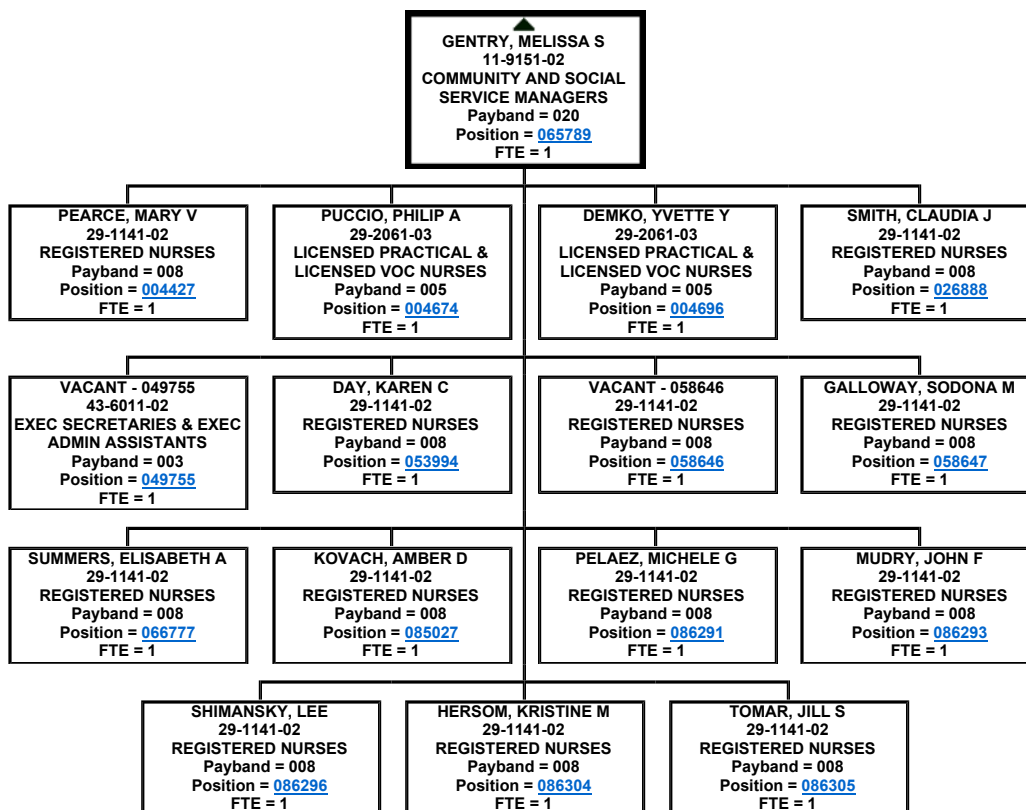 GENTRY, MELISSA S
11-9151-02
COMMUNITY AND SOCIAL
SERVICE MANAGERS
Payband = 020
Position = 065789
FTE = 1
PEARCE, MARY V
29-1141-02
REGISTERED NURSES
Payband = 008
Position = 004427
FTE = 1
PUCCIO, PHILIP A
29-2061-03
LICENSED PRACTICAL &
LICENSED VOC NURSES
Payband = 005
Position = 004674
FTE = 1
DEMKO, YVETTE Y
29-2061-03
LICENSED PRACTICAL &
LICENSED VOC NURSES
Payband = 005
Position = 004696
FTE = 1
SMITH, CLAUDIA J
29-1141-02
REGISTERED NURSES
Payband = 008
Position = 026888
FTE = 1
VACANT - 049755
43-6011-02
EXEC SECRETARIES & EXEC
ADMIN ASSISTANTS
Payband = 003
Position = 049755
FTE = 1
DAY, KAREN C
29-1141-02
REGISTERED NURSES
Payband = 008
Position = 053994
FTE = 1
VACANT - 058646
29-1141-02
REGISTERED NURSES
Payband = 008
Position = 058646
FTE = 1
GALLOWAY, SODONA M
29-1141-02
REGISTERED NURSES
Payband = 008
Position = 058647
FTE = 1
SUMMERS, ELISABETH A
29-1141-02
REGISTERED NURSES
Payband = 008
Position = 066777
FTE = 1
KOVACH, AMBER D
29-1141-02
REGISTERED NURSES
Payband = 008
Position = 085027
FTE = 1
PELAEZ, MICHELE G
29-1141-02
REGISTERED NURSES
Payband = 008
Position = 086291
FTE = 1
MUDRY, JOHN F
29-1141-02
REGISTERED NURSES
Payband = 008
Position = 086293
FTE = 1
SHIMANSKY, LEE
29-1141-02
REGISTERED NURSES
Payband = 008
Position = 086296
FTE = 1
HERSOM, KRISTINE M
29-1141-02
REGISTERED NURSES
Payband = 008
Position = 086304
FTE = 1
TOMAR, JILL S
29-1141-02
REGISTERED NURSES
Payband = 008
Position = 086305
FTE = 1